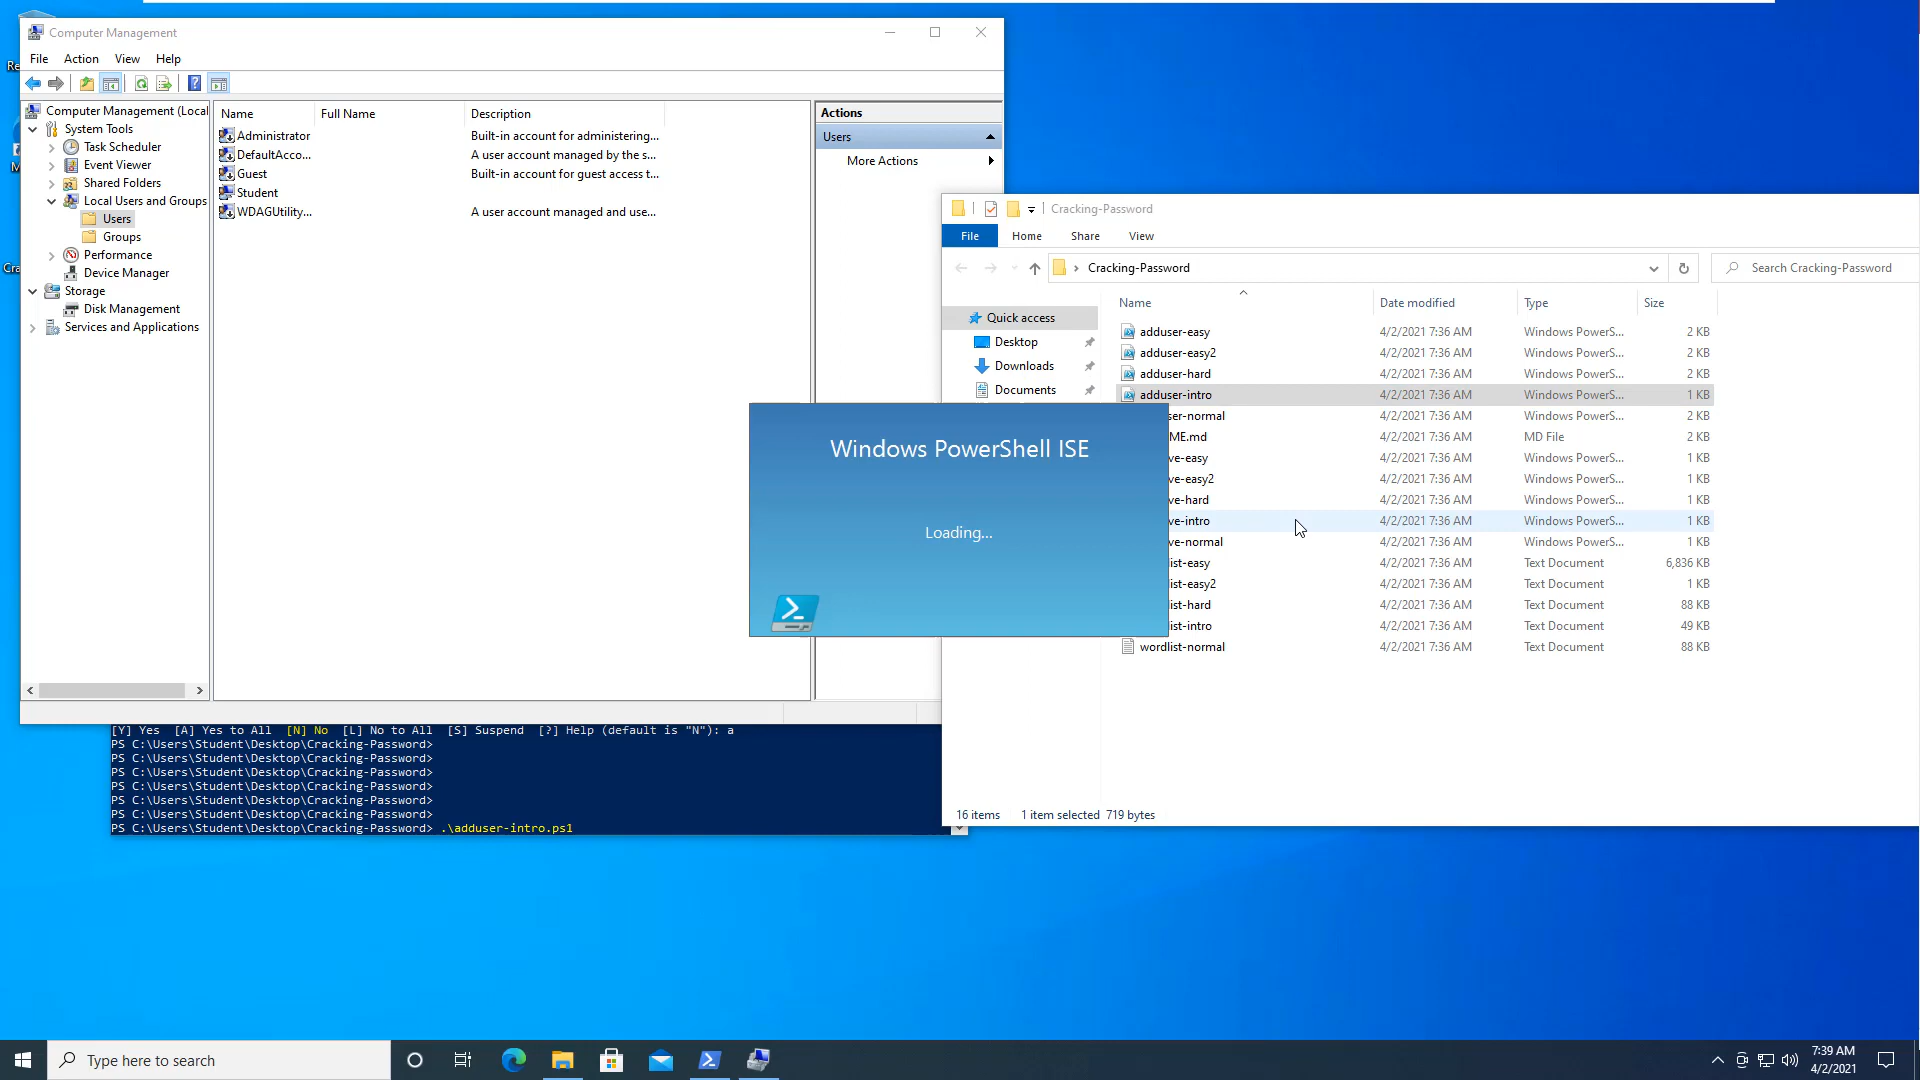 Computer Management
File Action View Help
Computer Management (Local
System Tools
Task Scheduler
Event Viewer
Shared Folders
Local Users and Groups
Users
Groups
Performance
Device Manager
Storage
Disk Management
Services and Applications
Name Full Name Description
Administrator Built-in account for administering...
DefaultAcco... A user account managed by the s...
Guest Built-in account for guest access t...
Student
WDAGUtility... A user account managed and use...
Actions
Users
More Actions
Cracking-Password
File Home Share View
Cracking-Password
Search Cracking-Password
Quick access
Desktop
Downloads
Documents
Name Date modified Type Size
adduser-easy 4/2/2021 7:36 AM Windows PowerS... 2 KB
adduser-easy2 4/2/2021 7:36 AM Windows PowerS... 2 KB
adduser-hard 4/2/2021 7:36 AM Windows PowerS... 2 KB
adduser-intro 4/2/2021 7:36 AM Windows PowerS... 1 KB
ser-normal 4/2/2021 7:36 AM Windows PowerS... 2 KB
ME.md 4/2/2021 7:36 AM MD File 2 KB
ve-easy 4/2/2021 7:36 AM Windows PowerS... 1 KB
ve-easy2 4/2/2021 7:36 AM Windows PowerS... 1 KB
ve-hard 4/2/2021 7:36 AM Windows PowerS... 1 KB
ve-intro 4/2/2021 7:36 AM Windows PowerS... 1 KB
ve-normal 4/2/2021 7:36 AM Windows PowerS... 1 KB
ist-easy 4/2/2021 7:36 AM Text Document 6,836 KB
ist-easy2 4/2/2021 7:36 AM Text Document 1 KB
ist-hard 4/2/2021 7:36 AM Text Document 88 KB
ist-intro 4/2/2021 7:36 AM Text Document 49 KB
wordlist-normal 4/2/2021 7:36 AM Text Document 88 KB
16 items 1 item selected 719 bytes
Windows PowerShell ISE
Loading...
[Y] Yes [A] Yes to All [N] No [L] No to All [S] Suspend [?] Help (default is "N"): a
PS C:\Users\Student\Desktop\Cracking-Password>
PS C:\Users\Student\Desktop\Cracking-Password>
PS C:\Users\Student\Desktop\Cracking-Password>
PS C:\Users\Student\Desktop\Cracking-Password>
PS C:\Users\Student\Desktop\Cracking-Password>
PS C:\Users\Student\Desktop\Cracking-Password>
PS C:\Users\Student\Desktop\Cracking-Password> .\adduser-intro.ps1
Type here to search
7:39 AM
4/2/2021